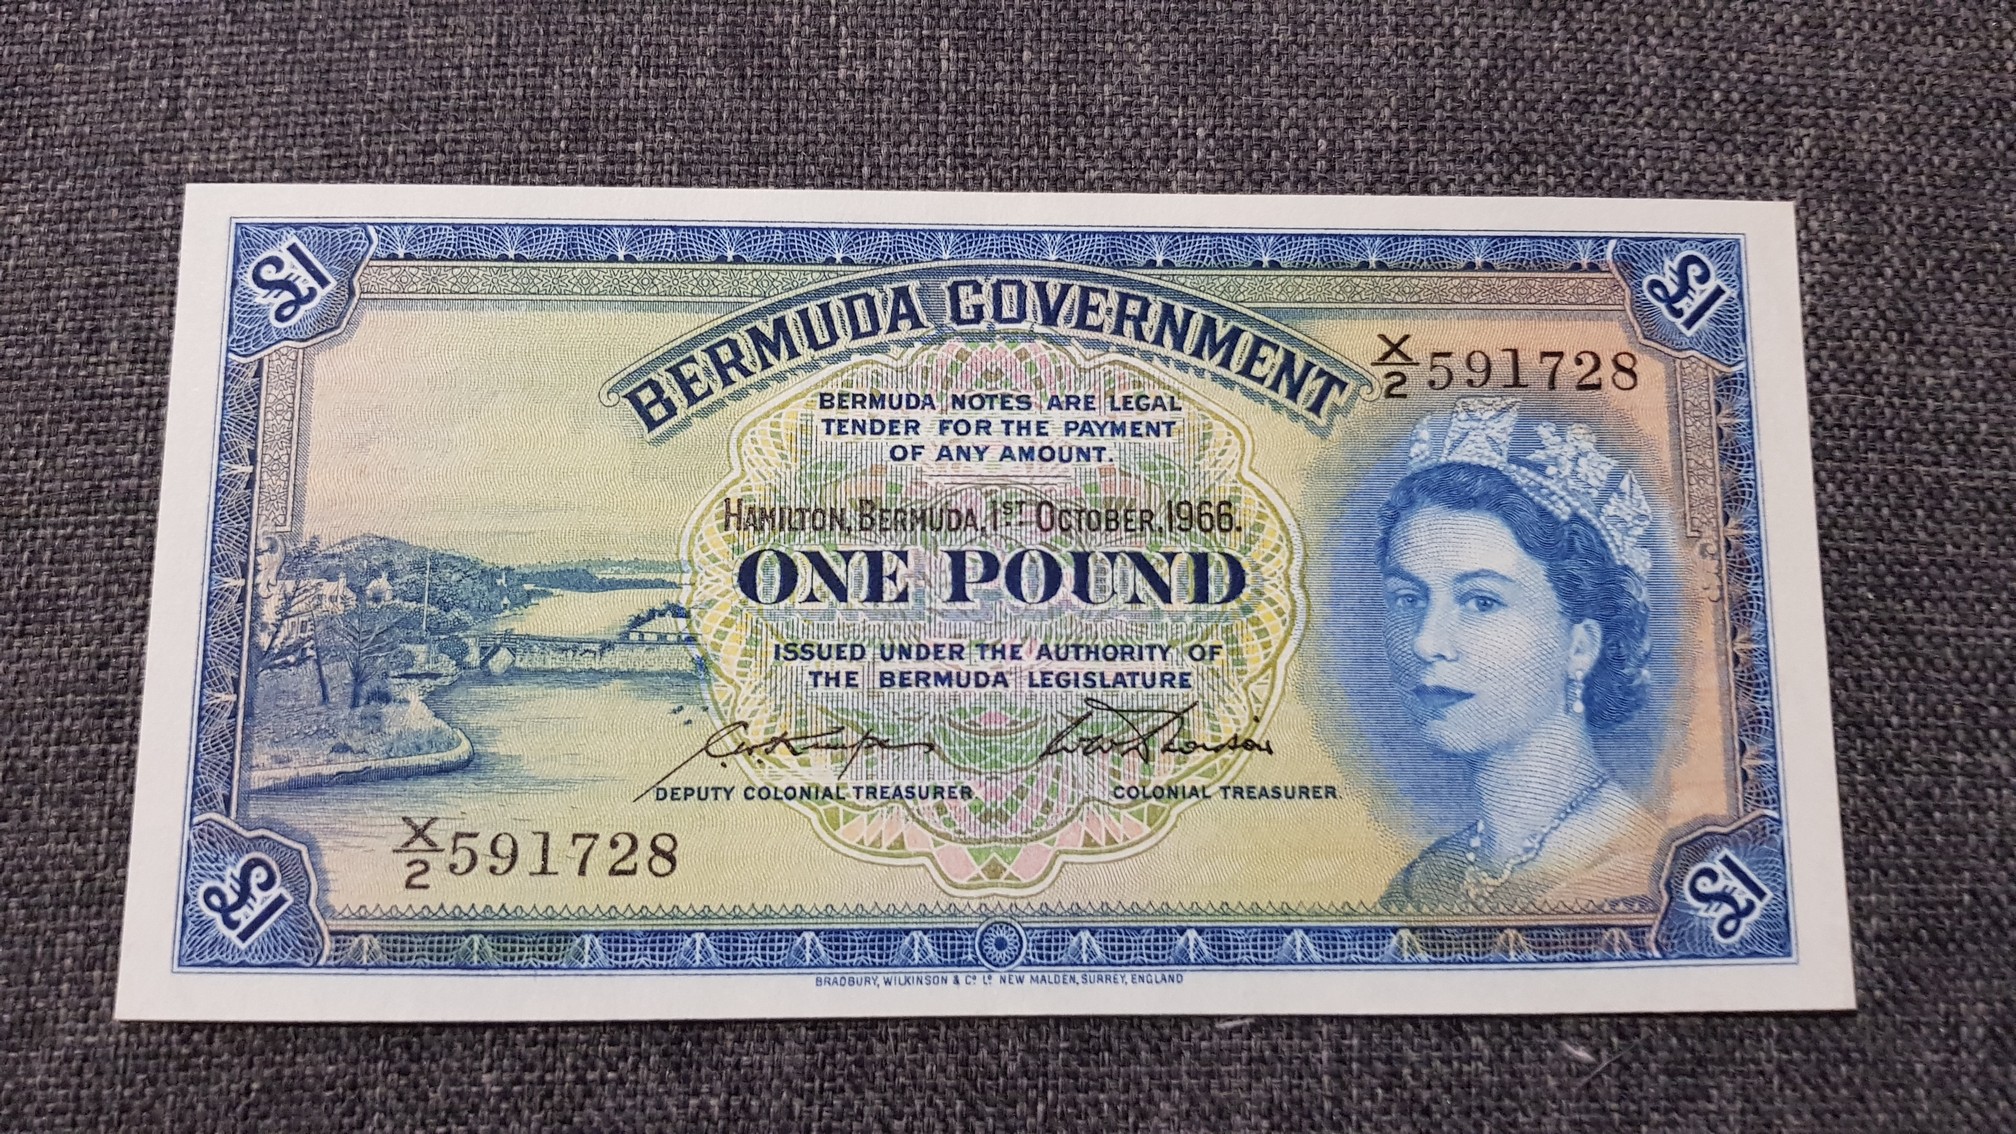 £1
£1
BERMUDA GOVERNMENT
X/2 591728
BERMUDA NOTES ARE LEGAL
TENDER FOR THE PAYMENT
OF ANY AMOUNT.
HAMILTON, BERMUDA, 1ST OCTOBER, 1966.
ONE POUND
ISSUED UNDER THE AUTHORITY OF
THE BERMUDA LEGISLATURE
DEPUTY COLONIAL TREASURER.
COLONIAL TREASURER.
X/2 591728
£1
£1
BRADBURY, WILKINSON & Co. Ld. NEW MALDEN, SURREY, ENGLAND